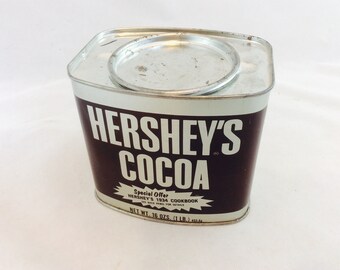 HERSHEY'S
COCOA
Special Offer
HERSHEY'S 1934 COOKBOOK
NET WT. 16 OZS. (1 LB.)